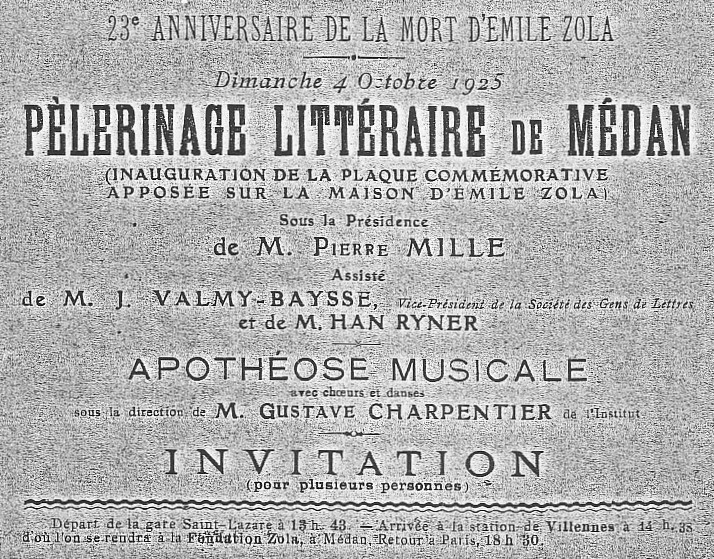 23e ANNIVERSAIRE DE LA MORT D'EMILE ZOLA
Dimanche 4 Octobre 1925
PÈLERINAGE LITTÉRAIRE DE MÉDAN
(INAUGURATION DE LA PLAQUE COMMÉMORATIVE
APPOSÉE SUR LA MAISON D'EMILE ZOLA)
Sous la Présidence
de M. PIERRE MILLE
Assisté
de M. J. VALMY-BAYSSE, Vice-Président de la Société des Gens de Lettres
et de M. HAN RYNER
APOTHÉOSE MUSICALE
avec chœurs et danses
sous la direction de M. GUSTAVE CHARPENTIER de l'Institut
INVITATION
(pour plusieurs personnes)
Départ de la gare Saint-Lazare à 13 h. 43. — Arrivée à la station de Villennes à 14 h. 35
d'où l'on se rendra à la Fondation Zola, à Médan, Retour à Paris, 18 h 30.